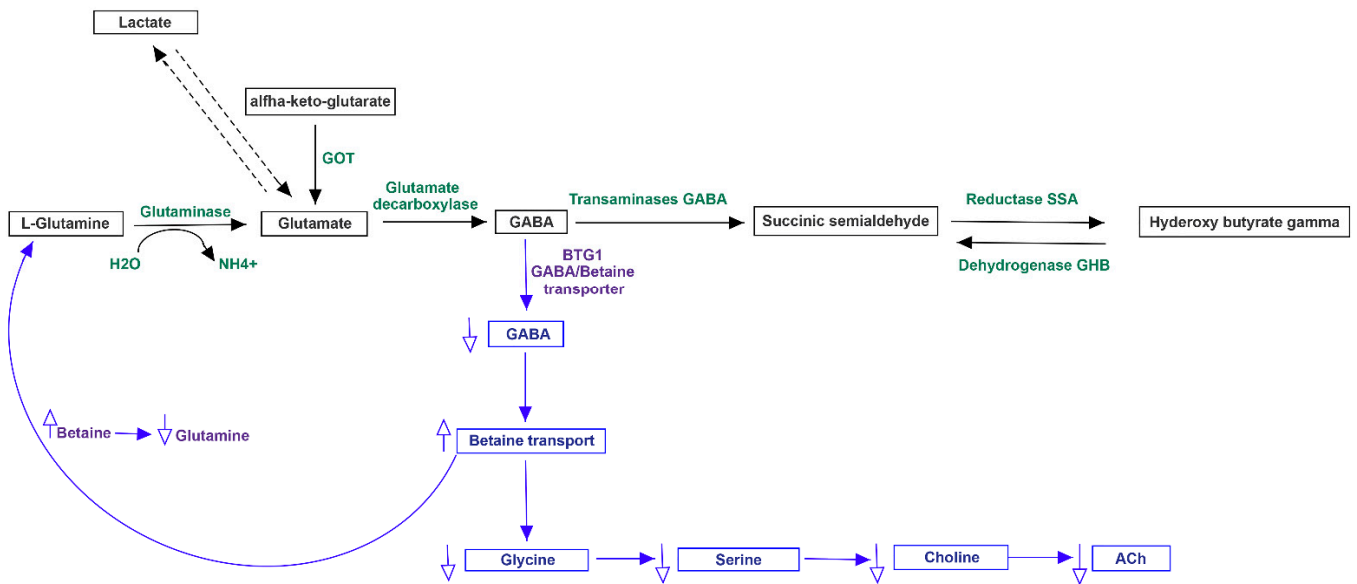 Lactate
alfha-keto-glutarate
GOT
Glutamate
decarboxylase
Transaminases GABA
Reductase SSA
Glutaminase
L-Glutamine
Glutamate
GABA
Succinic semialdehyde
Hyderoxy butyrate gamma
H2O
NH4+
BTG1
GABA/Betaine
transporter
Dehydrogenase GHB
GABA
Betaine
Glutamine
Betaine transport
Glycine
Serine
Choline
ACh